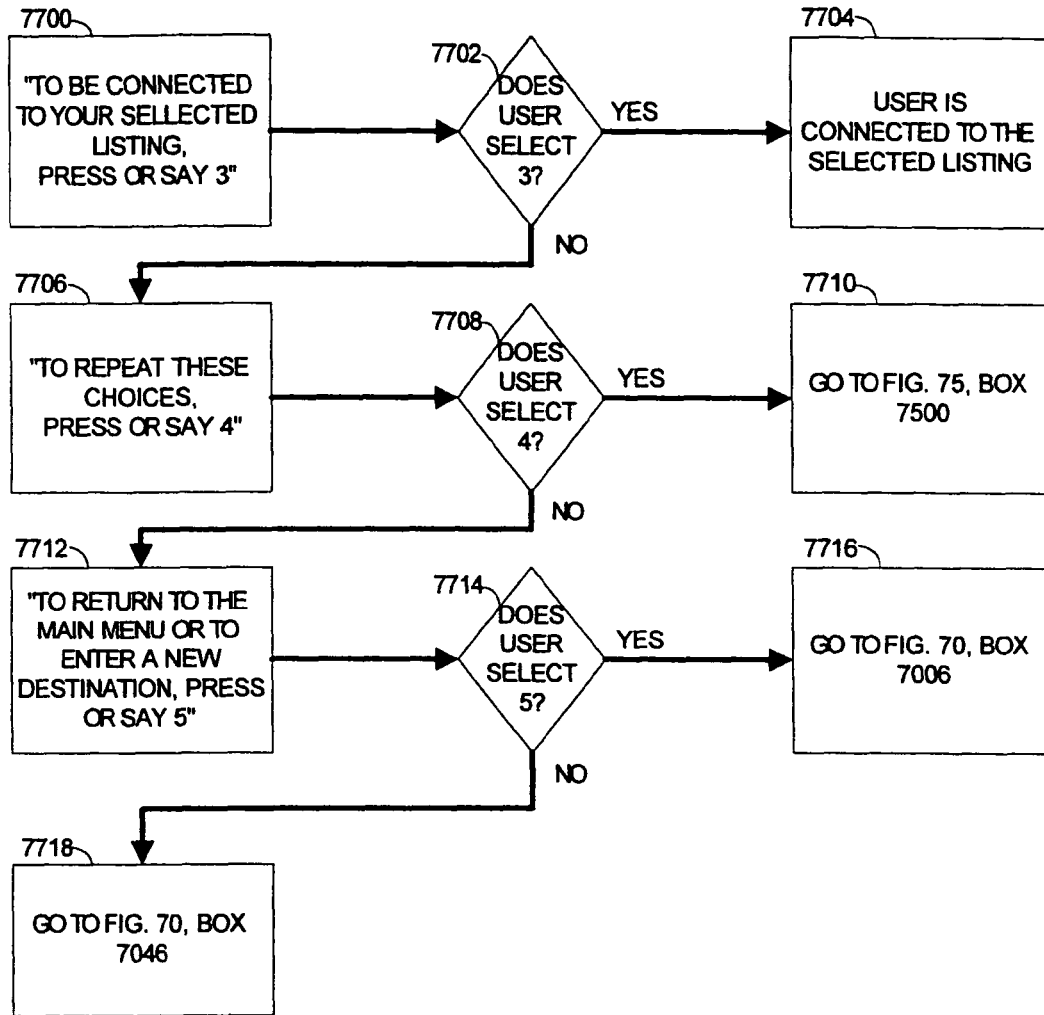 7700
"TO BE CONNECTED
TO YOUR SELLECTED
LISTING,
PRESS OR SAY 3"
7702
DOES
USER
SELECT
3?
YES
NO
7704
USER IS
CONNECTED TO THE
SELECTED LISTING
7706
"TO REPEAT THESE
CHOICES,
PRESS OR SAY 4"
7708
DOES
USER
SELECT
4?
YES
NO
7710
GO TO FIG. 75, BOX
7500
7712
"TO RETURN TO THE
MAIN MENU OR TO
ENTER A NEW
DESTINATION, PRESS
OR SAY 5"
7714
DOES
USER
SELECT
5?
YES
NO
7716
GO TO FIG. 70, BOX
7006
7718
GO TO FIG. 70, BOX
7046